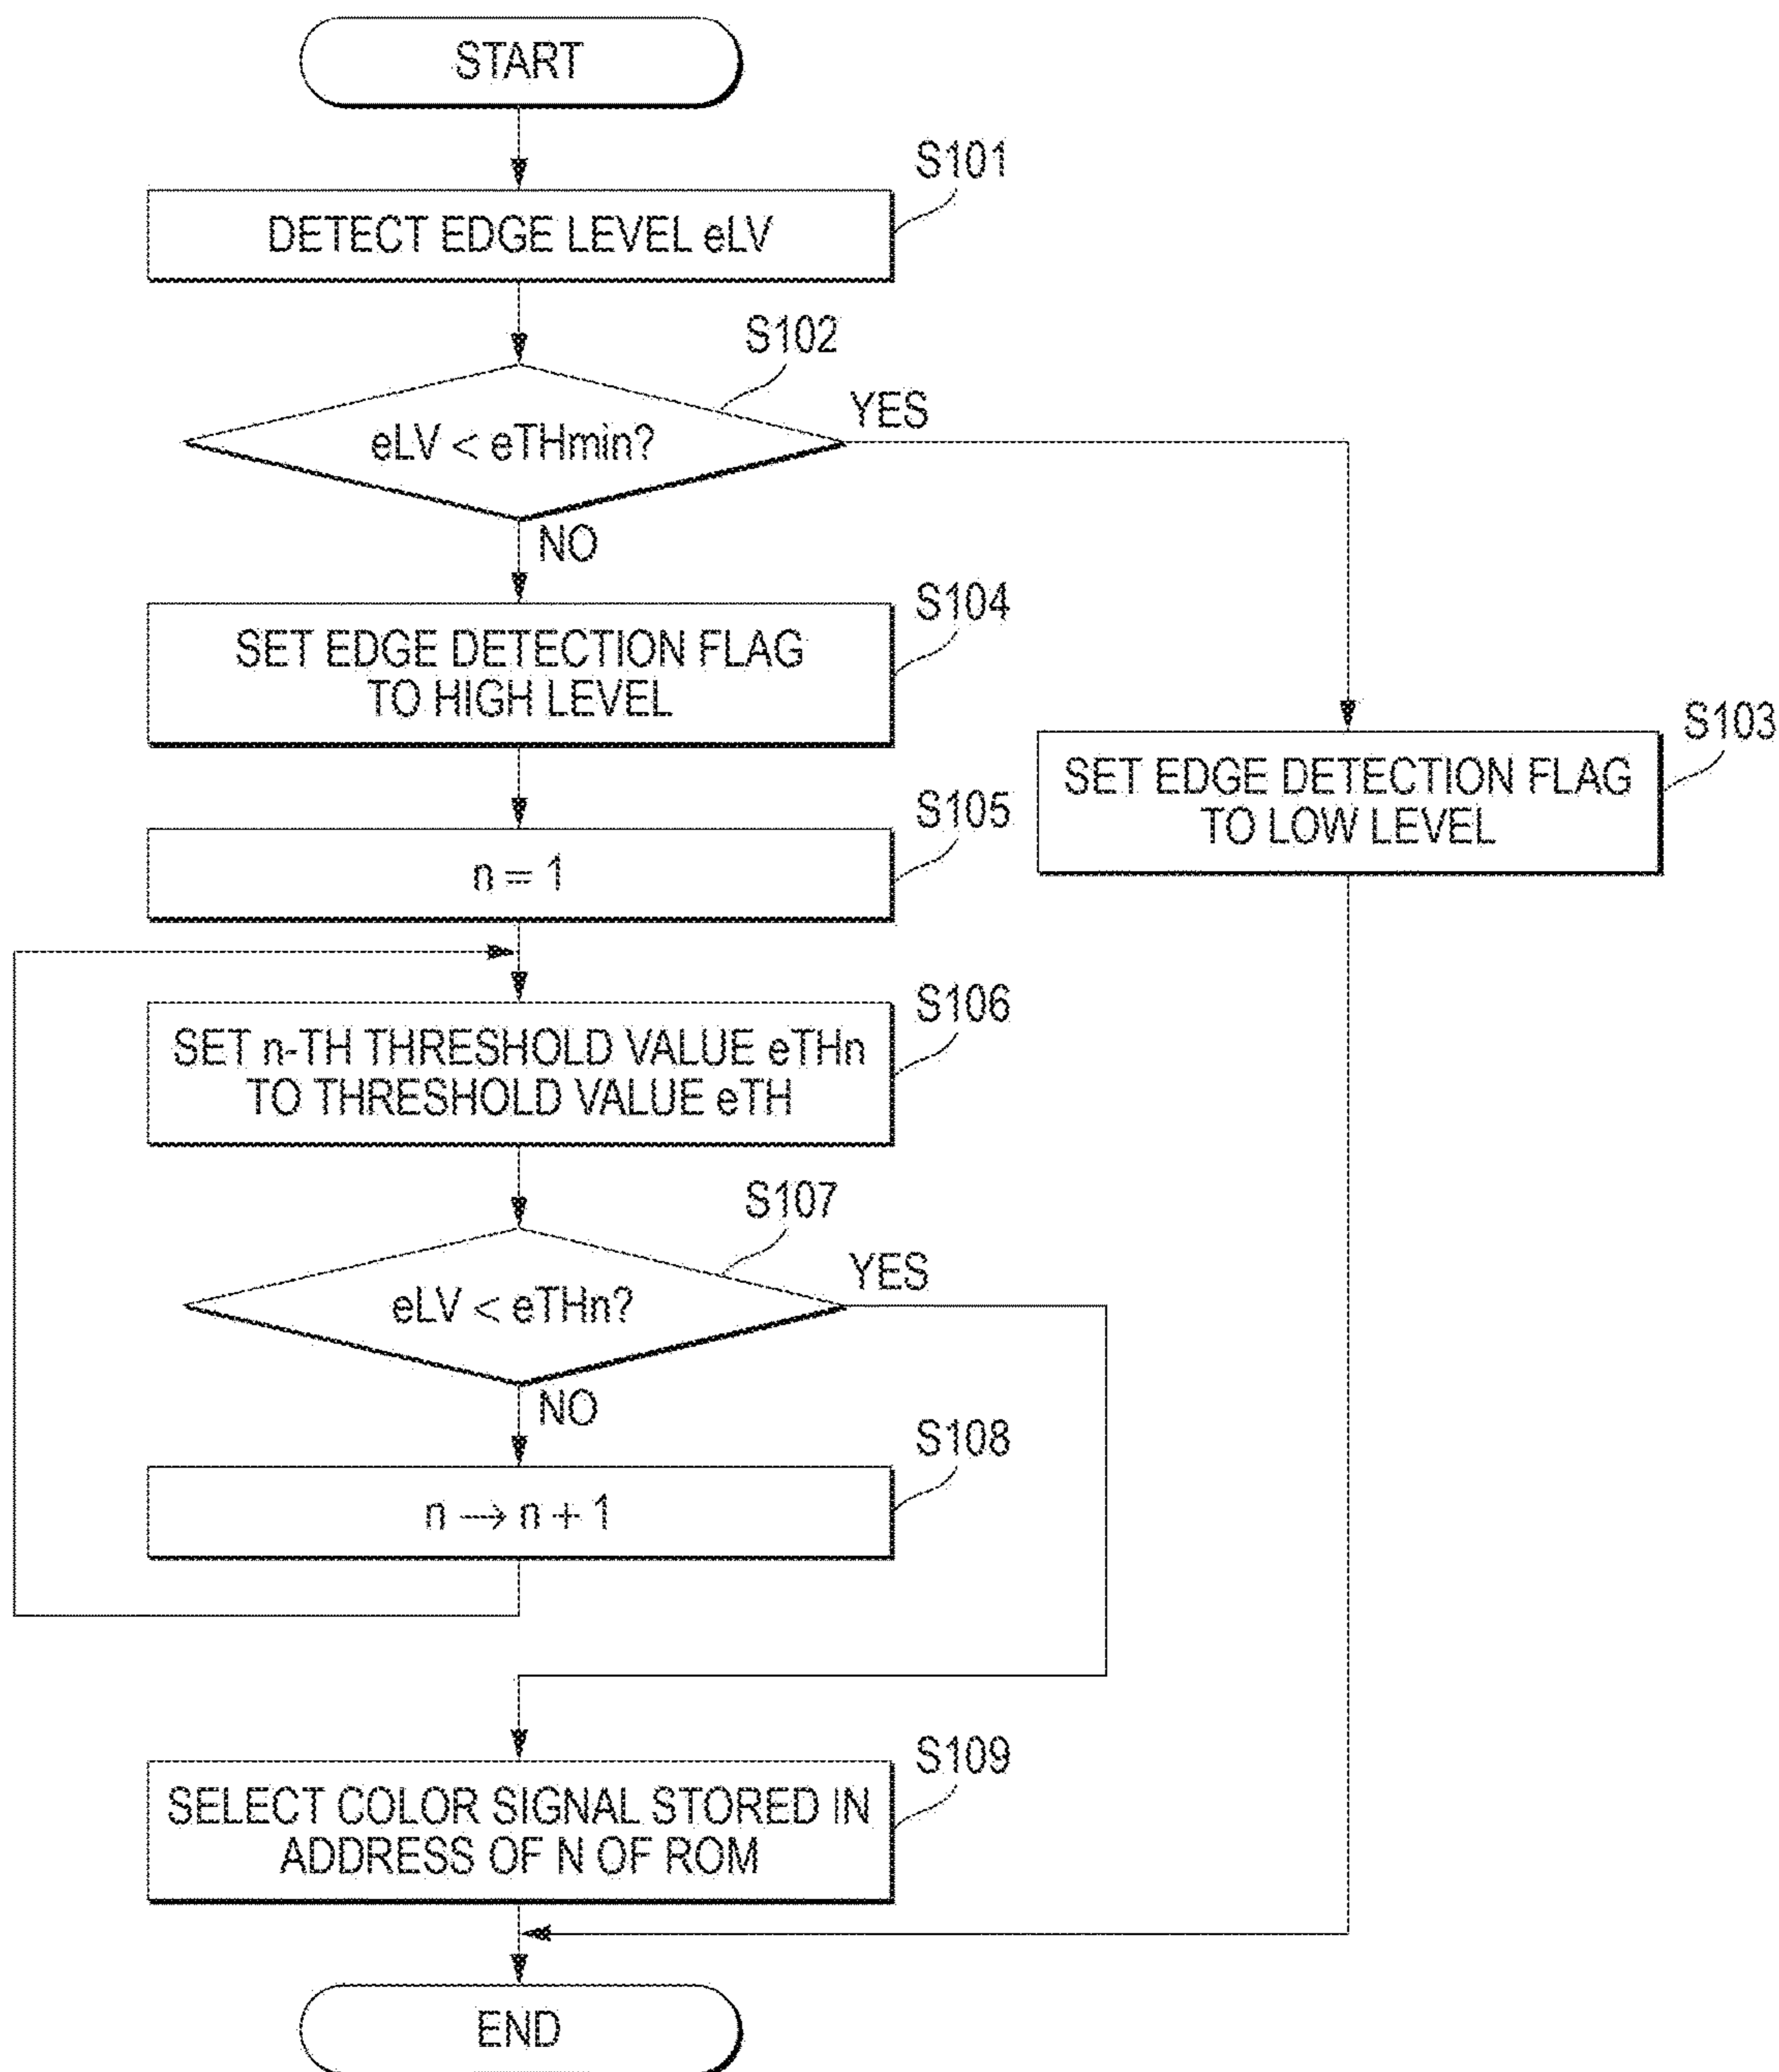 START
S101
DETECT EDGE LEVEL eLV
S102
eLV < eTHmin?
YES
NO
S104
SET EDGE DETECTION FLAG
TO HIGH LEVEL
S103
SET EDGE DETECTION FLAG
TO LOW LEVEL
S105
n = 1
S106
SET n-TH THRESHOLD VALUE eTHn
TO THRESHOLD VALUE eTH
S107
eLV < eTHn?
YES
NO
S108
n → n + 1
S109
SELECT COLOR SIGNAL STORED IN
ADDRESS OF N OF ROM
END